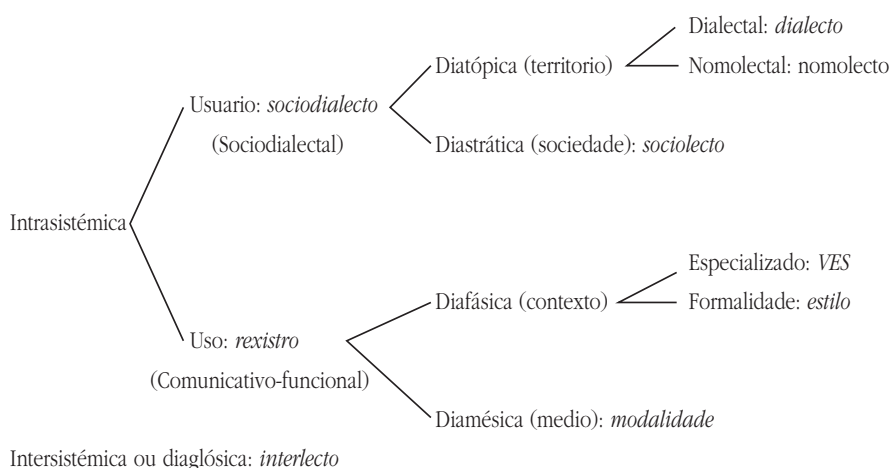 Dialectal: dialecto
Diatópica (territorio)
Nomolectal: nomolecto
Usuario: sociodialecto
(Sociodialectal)
Diastrática (sociedade): sociolecto
Intrasistémica
Especializado: VES
Diafásica (contexto)
Formalidade: estilo
Uso: rexistro
(Comunicativo-funcional)
Diamésica (medio): modalidade
Intersistémica ou diaglósica: interlecto